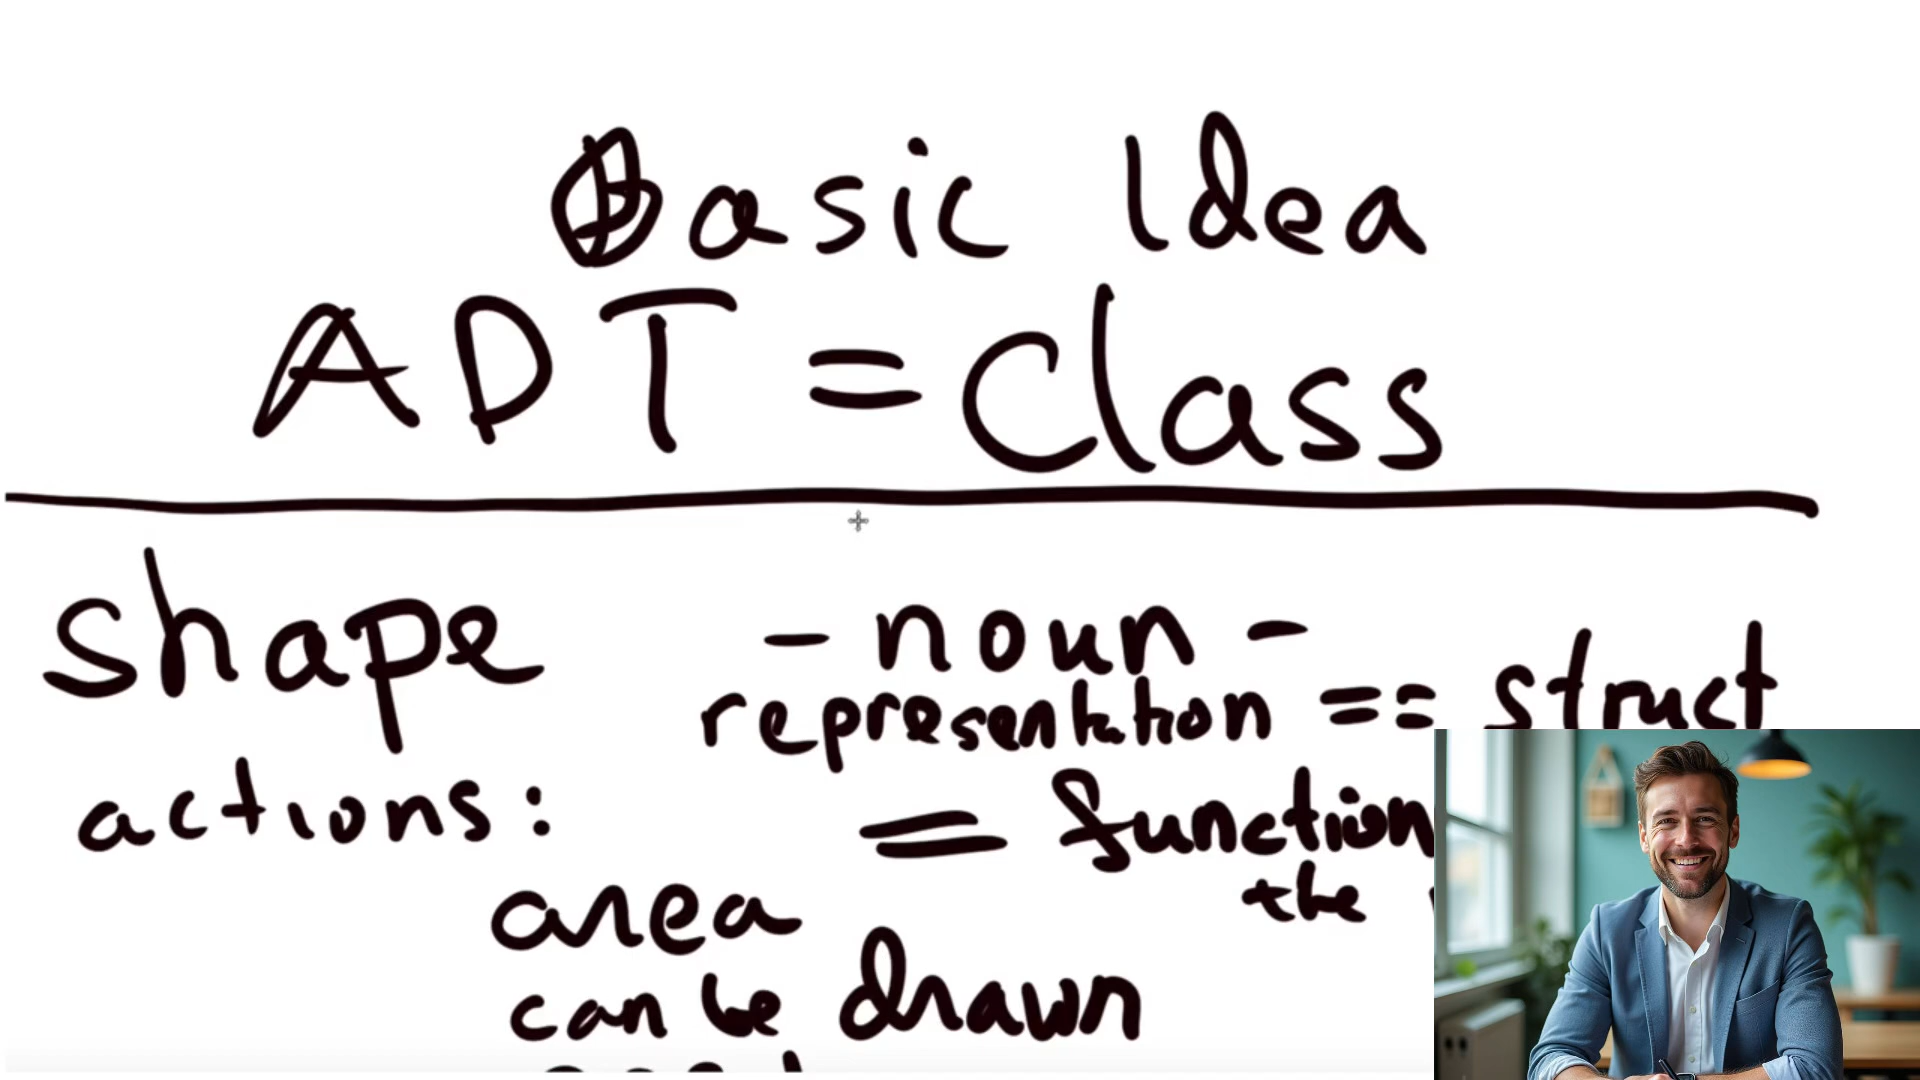 Basic Idea
ADT = Class
shape
- noun -
representation == struct
actions:
= function
the
area
can be drawn